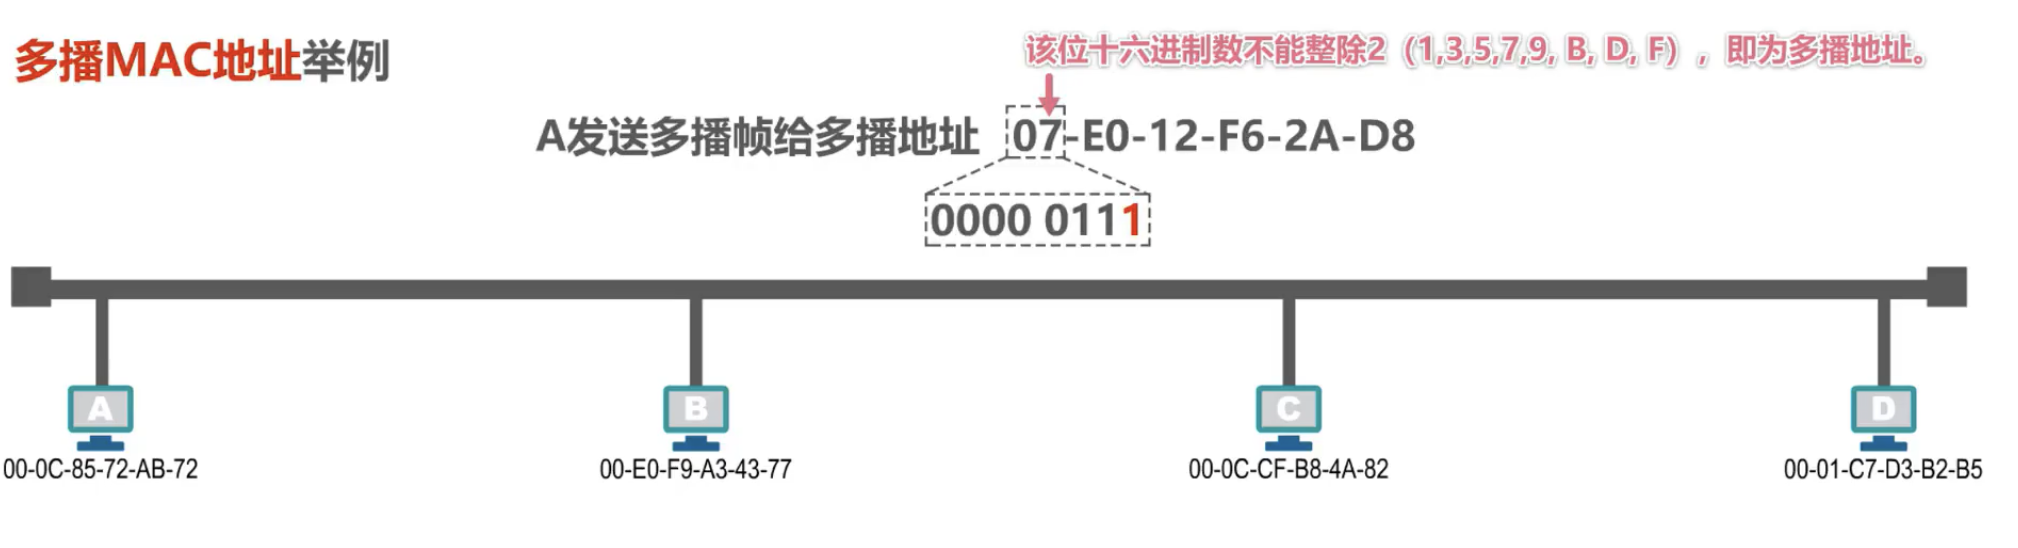 多播MAC地址举例
该位十六进制数不能整除2（1,3,5,7,9, B, D, F），即为多播地址。
A发送多播帧给多播地址 07-E0-12-F6-2A-D8
0000 0111
A B C D
00-0C-85-72-AB-72 00-E0-F9-A3-43-77 00-0C-CF-B8-4A-82 00-01-C7-D3-B2-B5